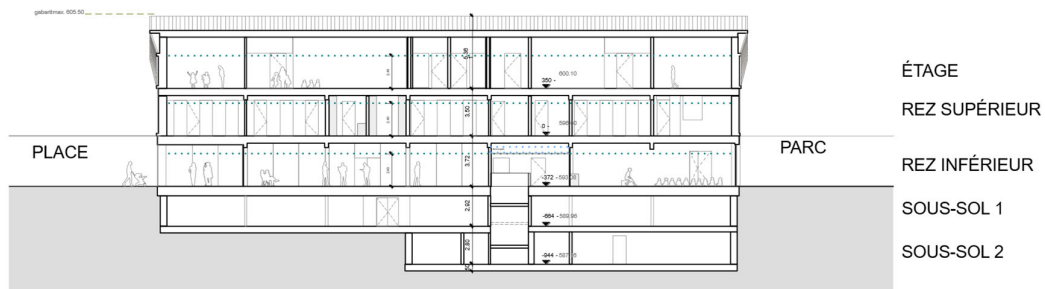 gabaritmax. 605.50
ÉTAGE
350 -
600.10
REZ SUPÉRIEUR
3.50
0 -
PLACE
PARC
REZ INFÉRIEUR
3.72
-372 -
SOUS-SOL 1
2.92
-664 - 589.96
SOUS-SOL 2
2.80
-944 -
50